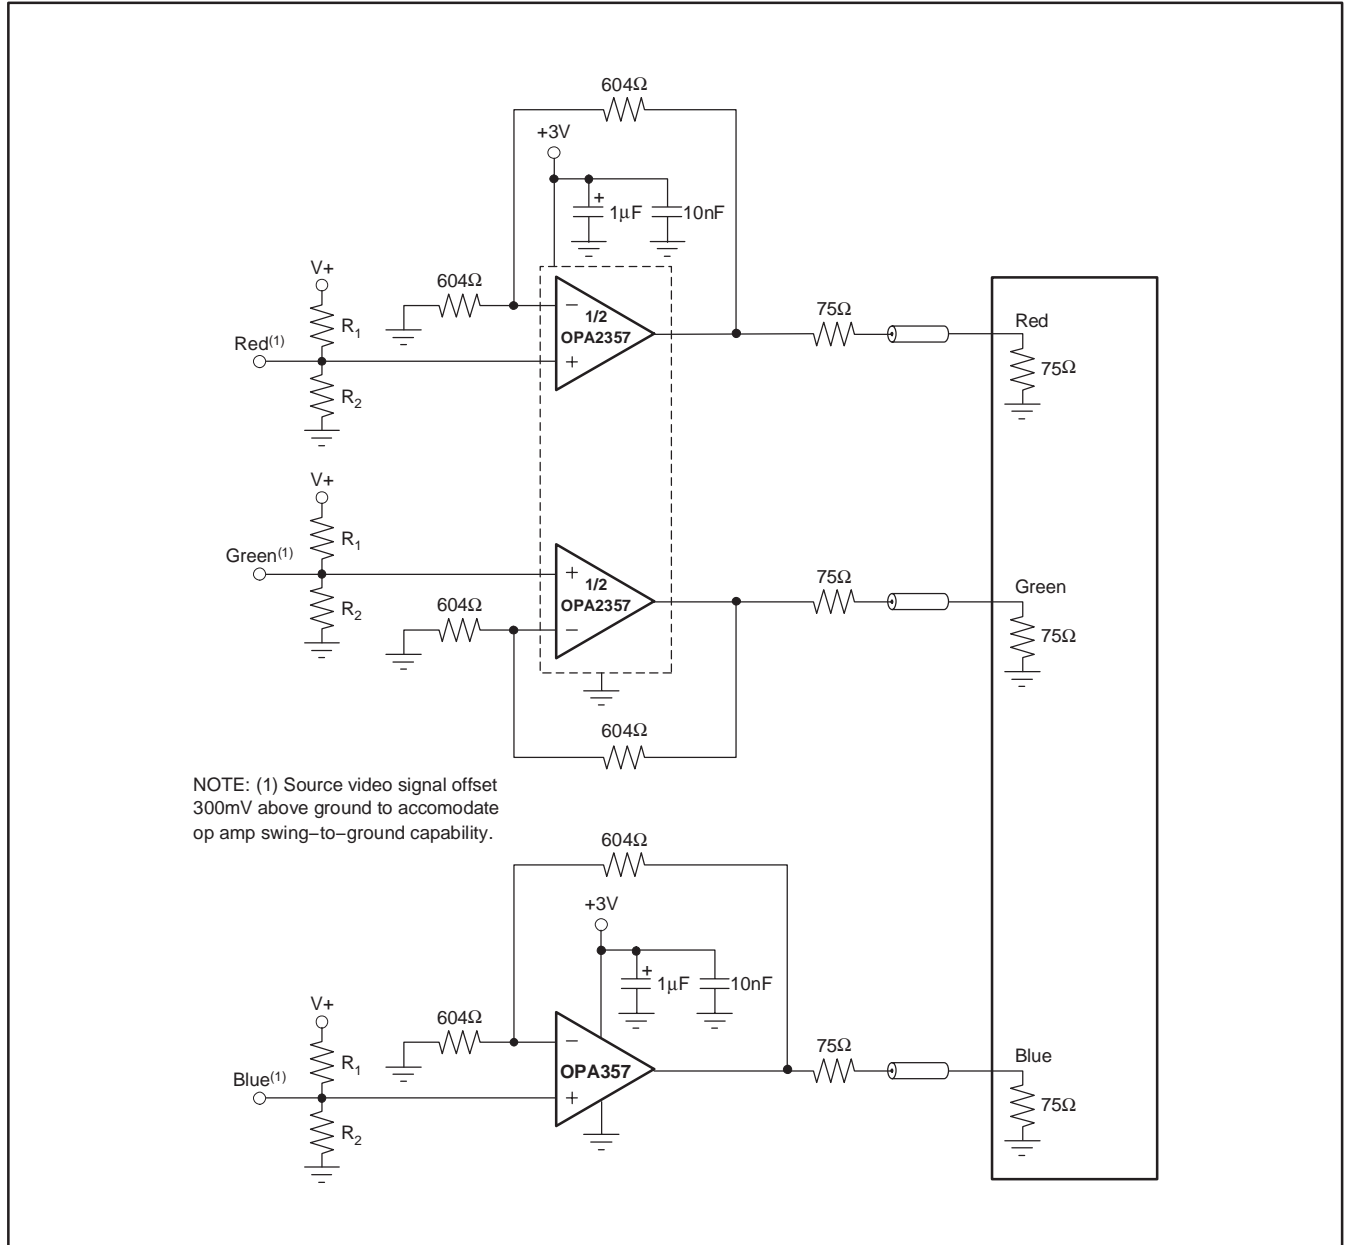 604Ω
+3V
+
1μF
10nF
V+
604Ω
−
1/2
OPA2357
+
R1
Red(1)
R2
75Ω
Red
75Ω
V+
R1
Green(1)
R2
+
1/2
OPA2357
−
604Ω
75Ω
Green
75Ω
604Ω
NOTE: (1) Source video signal offset
300mV above ground to accomodate
op amp swing−to−ground capability.
604Ω
+3V
+
1μF
10nF
V+
604Ω
−
OPA357
+
R1
Blue(1)
R2
75Ω
Blue
75Ω